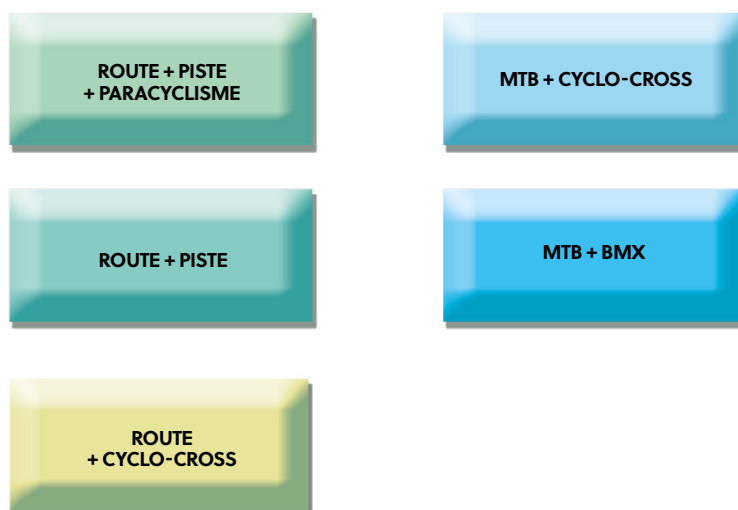 ROUTE + PISTE
+ PARACYCLISME
MTB + CYCLO-CROSS
ROUTE + PISTE
MTB + BMX
ROUTE
+ CYCLO-CROSS